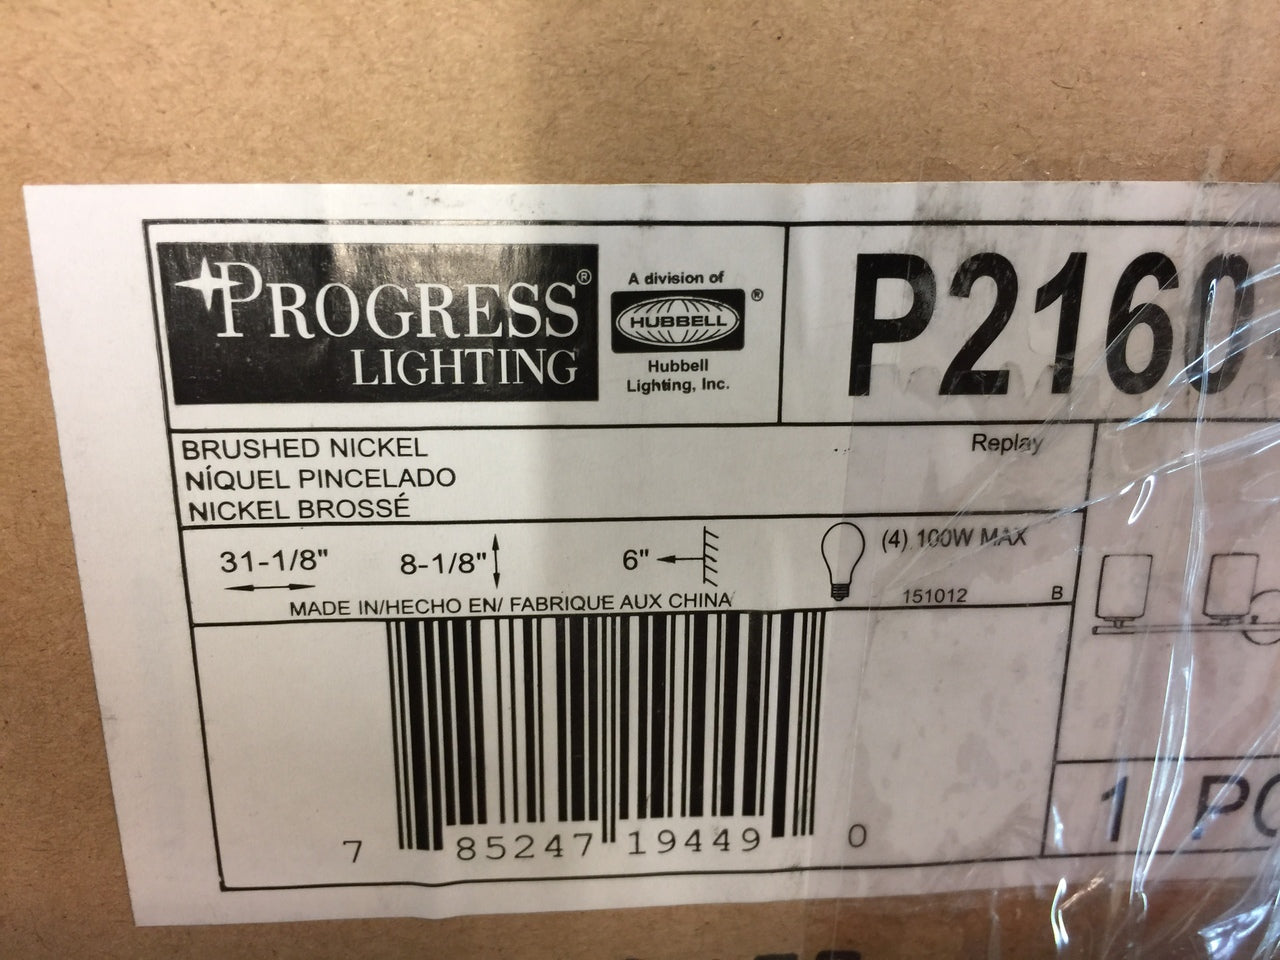 PROGRESS®
LIGHTING
A division of
HUBBELL®
Hubbell
Lighting, Inc.
P2160
BRUSHED NICKEL
NÍQUEL PINCELADO
NICKEL BROSSÉ
Replay
31-1/8"
8-1/8"
6"
(4) 100W MAX
MADE IN/HECHO EN/ FABRIQUE AUX CHINA
151012
B
7 85247 19449 0
1